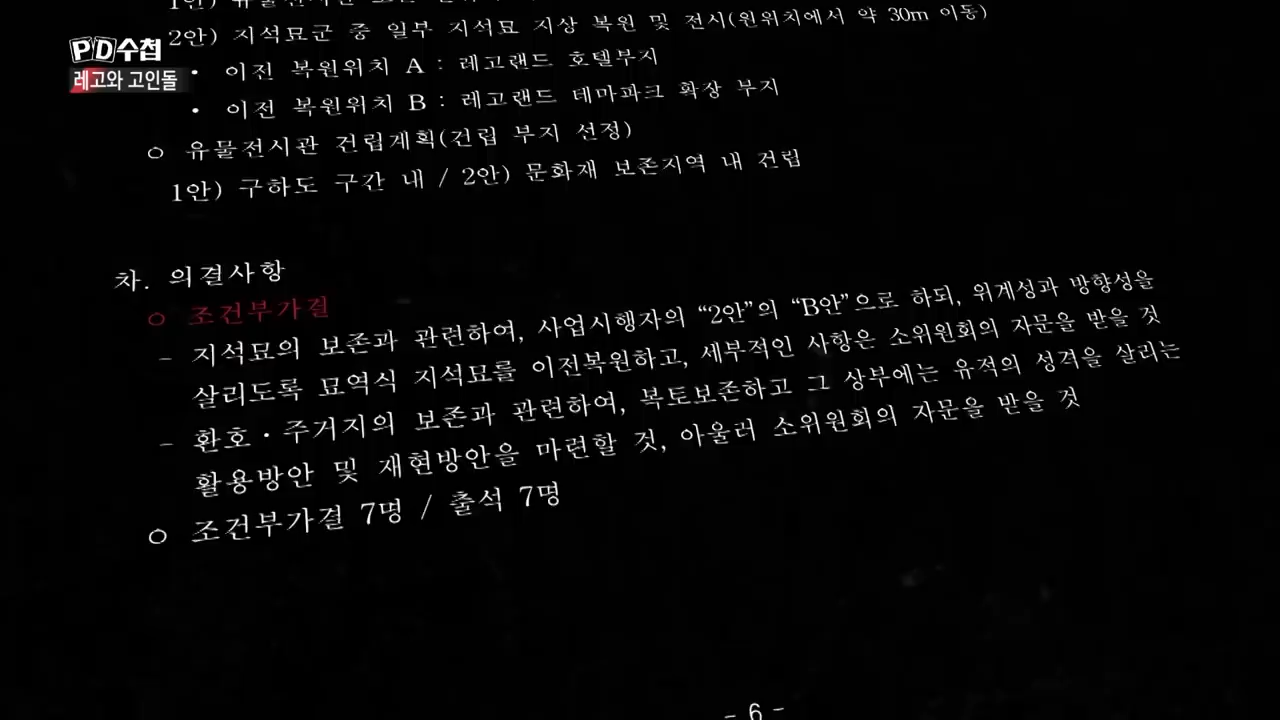 2안) 지석묘군 중 일부 지석묘 지상 복원 및 전시(원위치에서 약 30m 이동)
PD수첩
레고와 고인돌
• 이전 복원위치 A : 레고랜드 호텔부지
• 이전 복원위치 B : 레고랜드 테마파크 확장 부지
○ 유물전시관 건립계획(건립 부지 선정)
1안) 구하도 구간 내 / 2안) 문화재 보존지역 내 건립
차. 의결사항
○ 조건부가결
- 지석묘의 보존과 관련하여, 사업시행자의 “2안”의 “B안”으로 하되, 위계성과 방향성을
살리도록 묘역식 지석묘를 이전복원하고, 세부적인 사항은 소위원회의 자문을 받을 것
- 환호·주거지의 보존과 관련하여, 복토보존하고 그 상부에는 유적의 성격을 살리는
활용방안 및 재현방안을 마련할 것, 아울러 소위원회의 자문을 받을 것
○ 조건부가결 7명 / 출석 7명
- 6 -